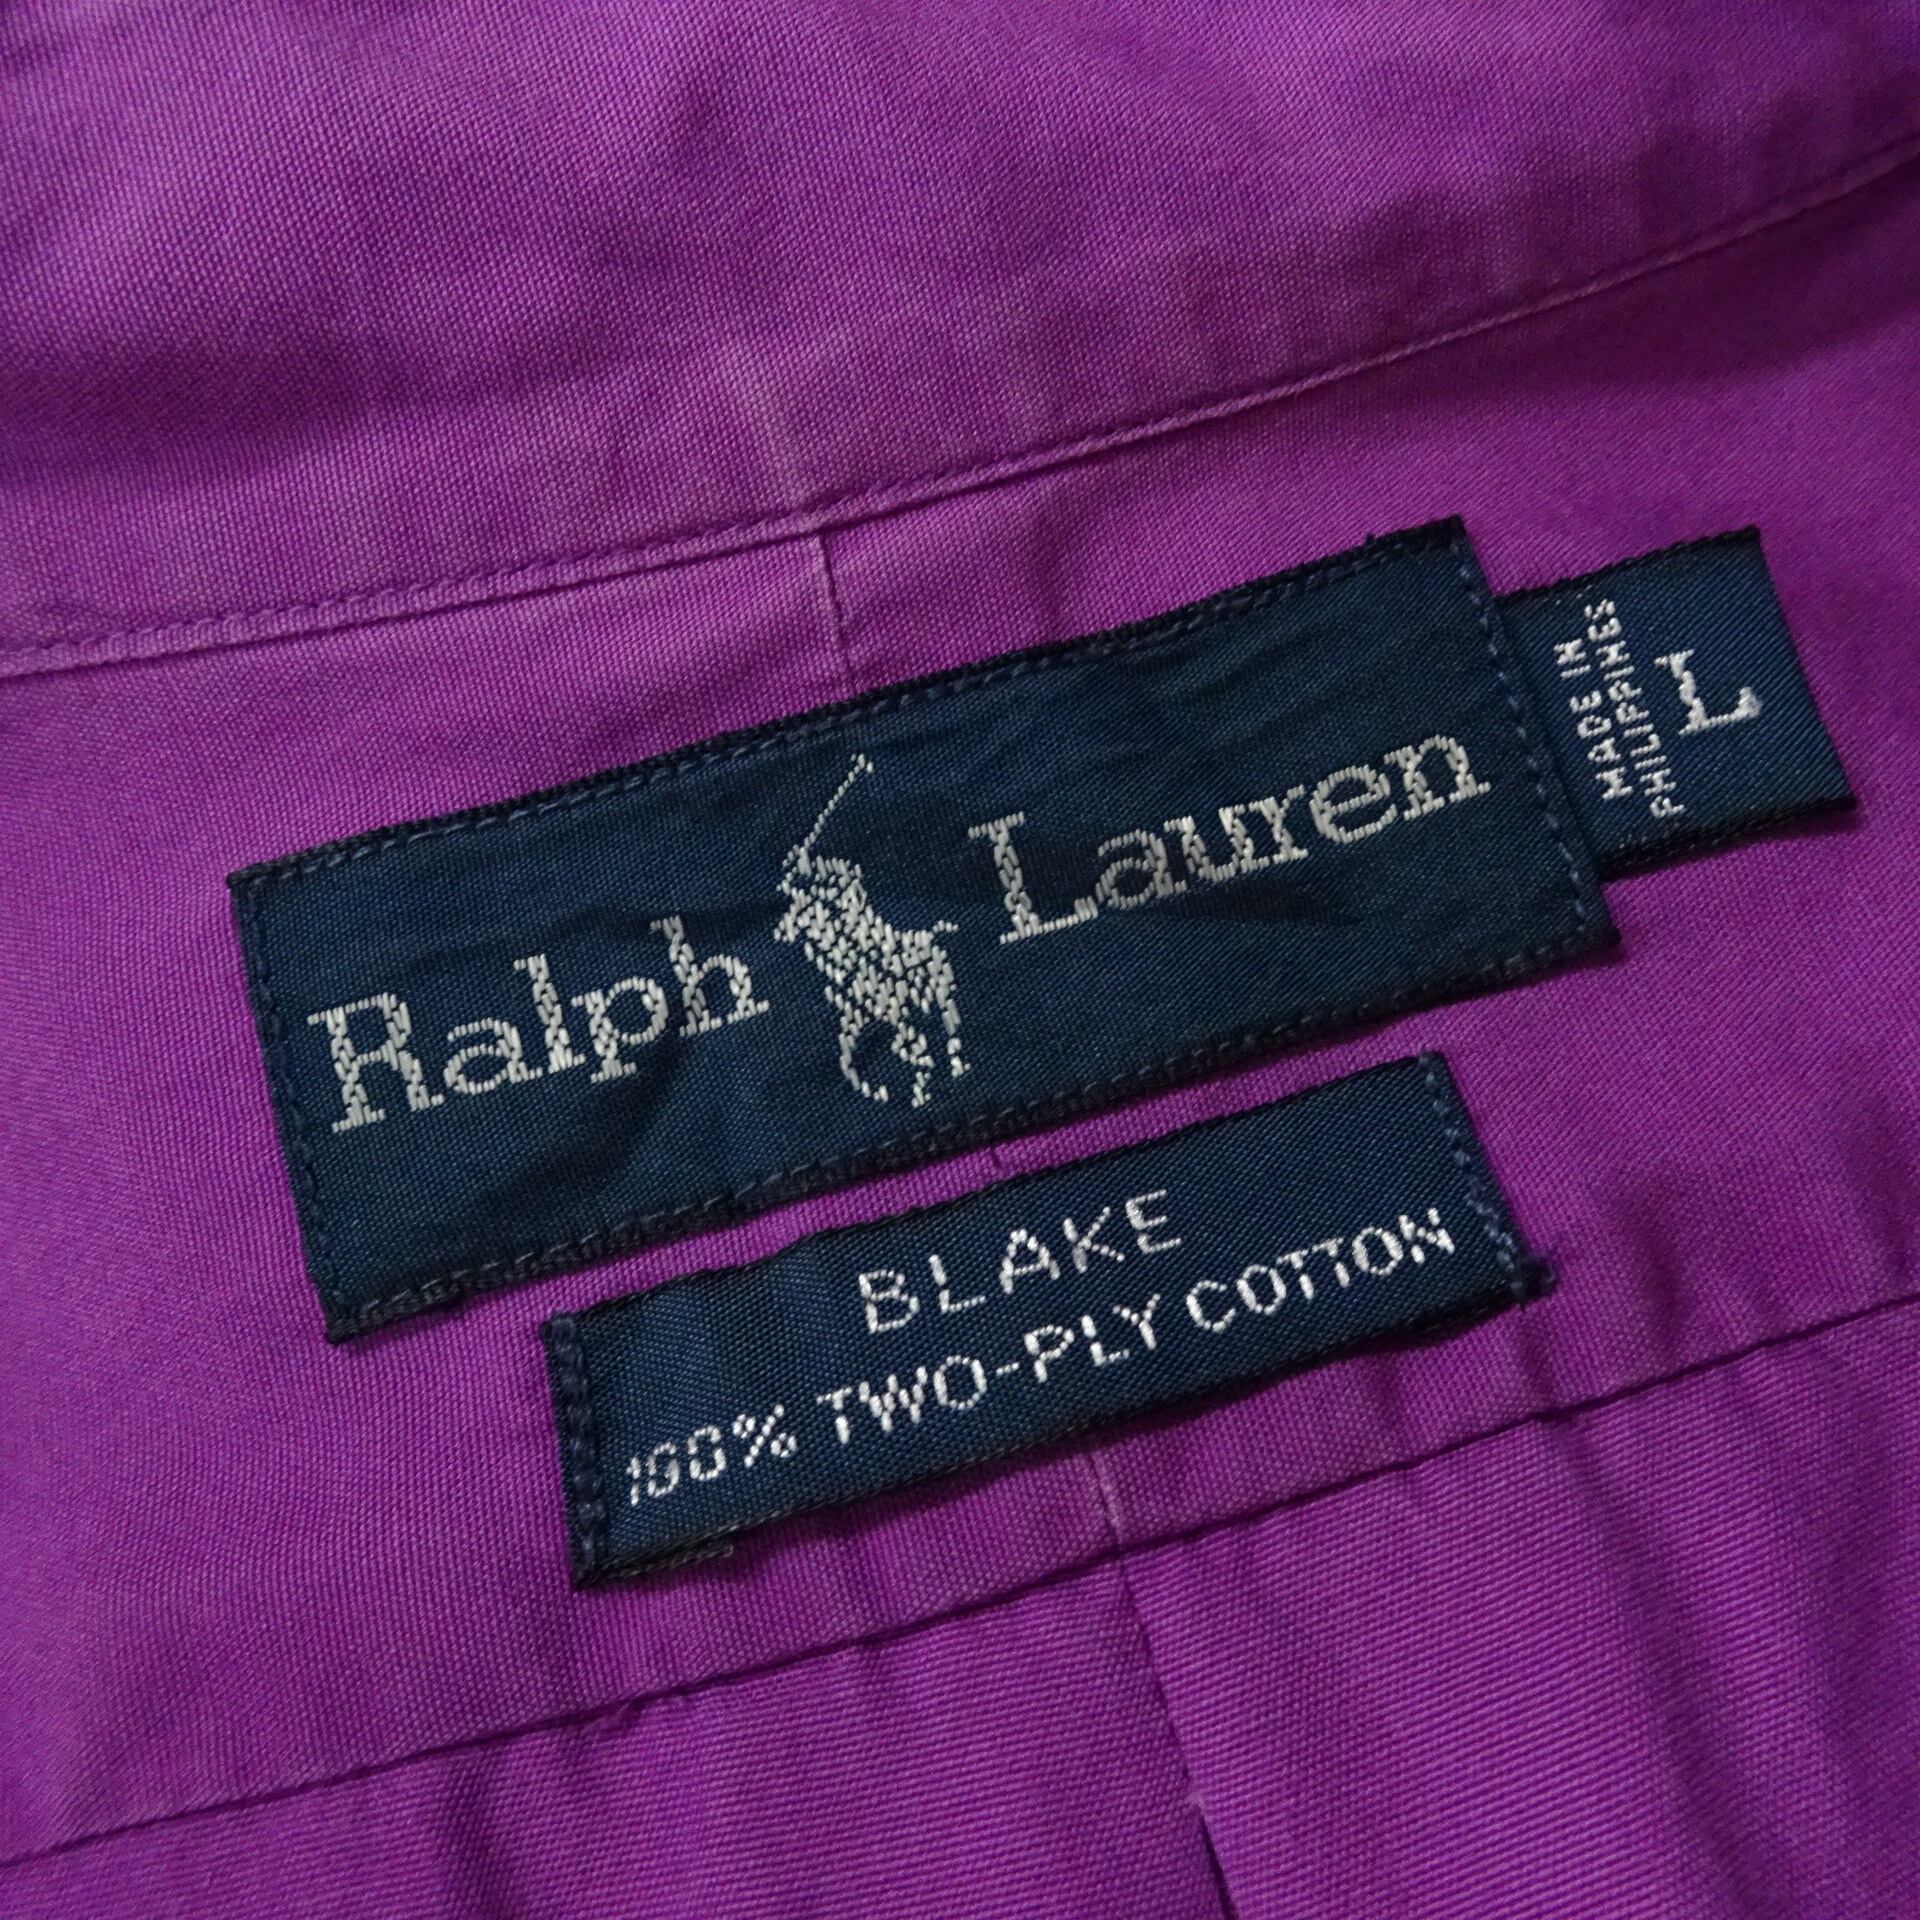 Ralph Lauren
MADE IN
PHILIPPINES
L
BLAKE
100% TWO-PLY COTTON